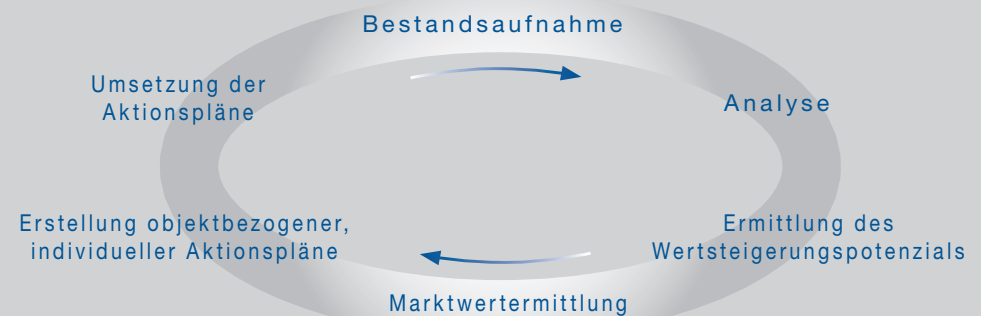 Bestandsaufnahme
Umsetzung der
Aktionspläne
Analyse
Erstellung objektbezogener,
individueller Aktionspläne
Ermittlung des
Wertsteigerungspotenzials
Marktwertermittlung